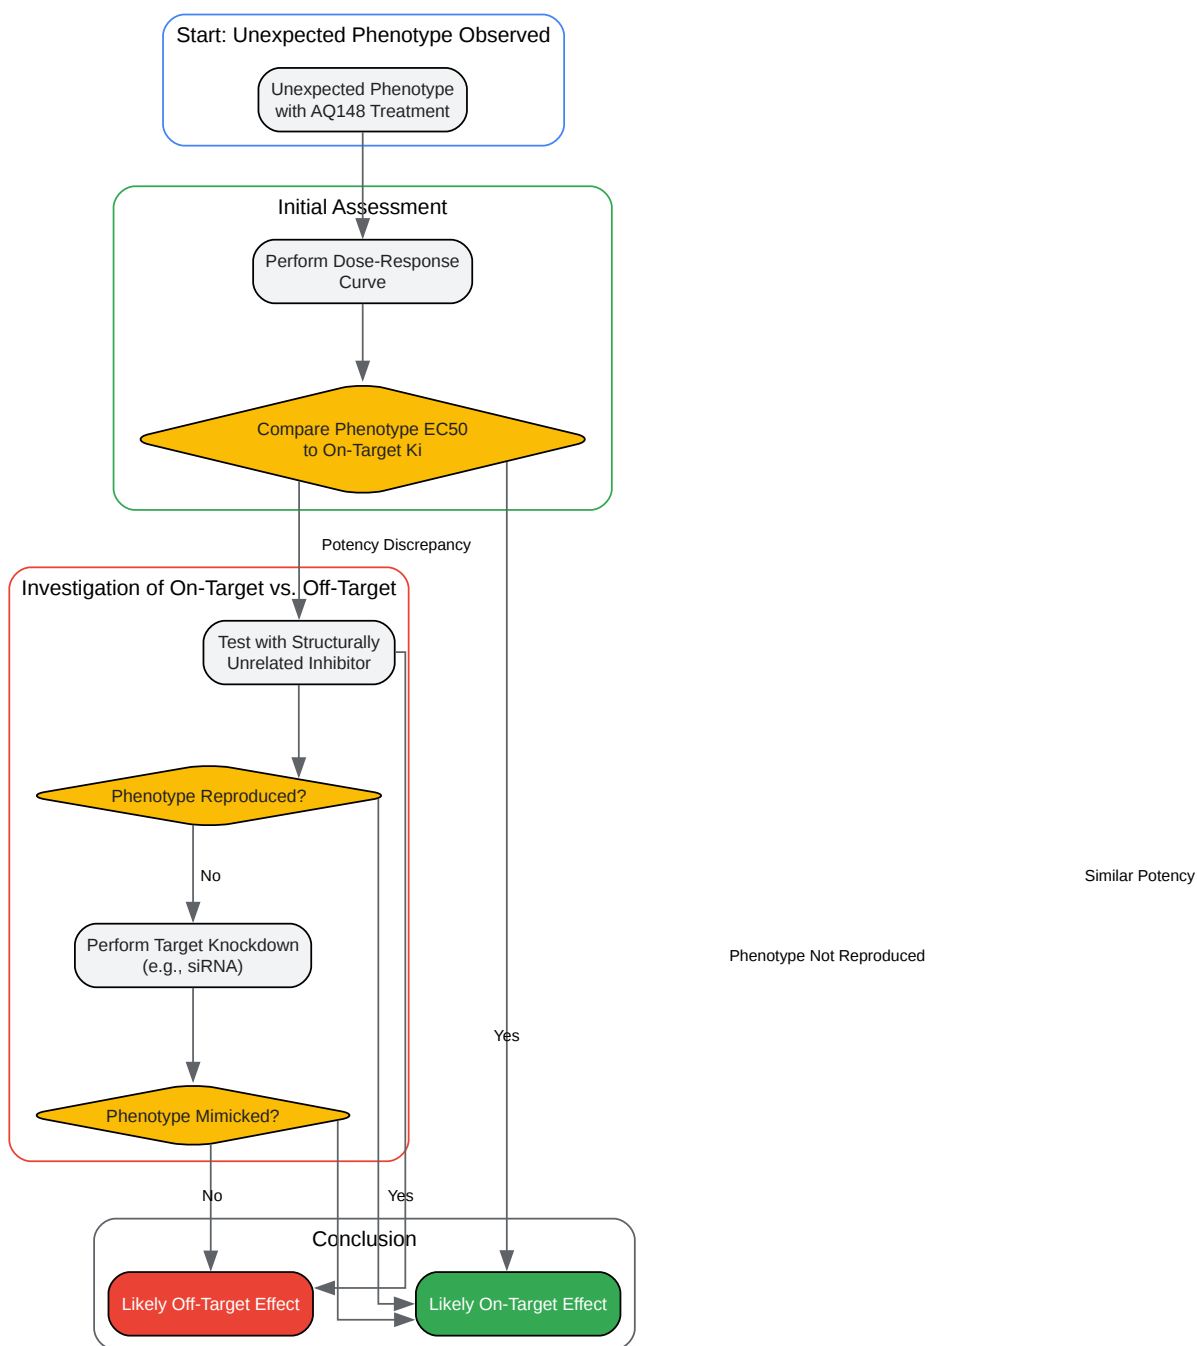 Start: Unexpected Phenotype Observed
Unexpected Phenotype
with AQ148 Treatment
Initial Assessment
Perform Dose-Response
Curve
Compare Phenotype EC50
to On-Target Ki
Potency Discrepancy
Investigation of On-Target vs. Off-Target
Test with Structurally
Unrelated Inhibitor
Phenotype Reproduced?
No
Similar Potency
Perform Target Knockdown
(e.g., siRNA)
Phenotype Not Reproduced
Yes
Phenotype Mimicked?
No
Yes
Conclusion
Likely Off-Target Effect
Likely On-Target Effect